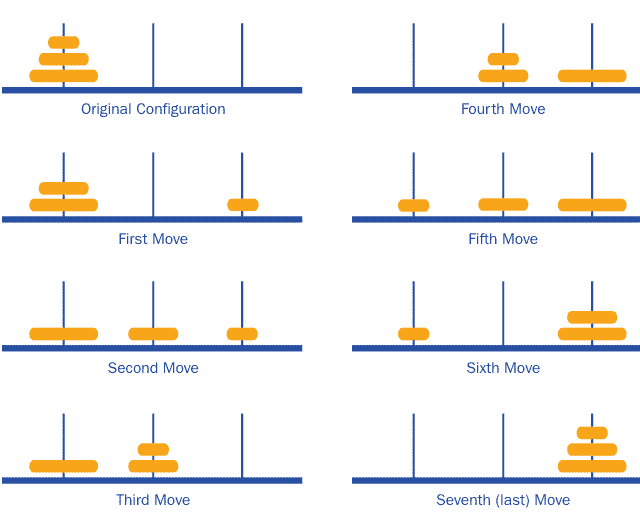 Original Configuration
Fourth Move
First Move
Fifth Move
Second Move
Sixth Move
Third Move
Seventh (last) Move